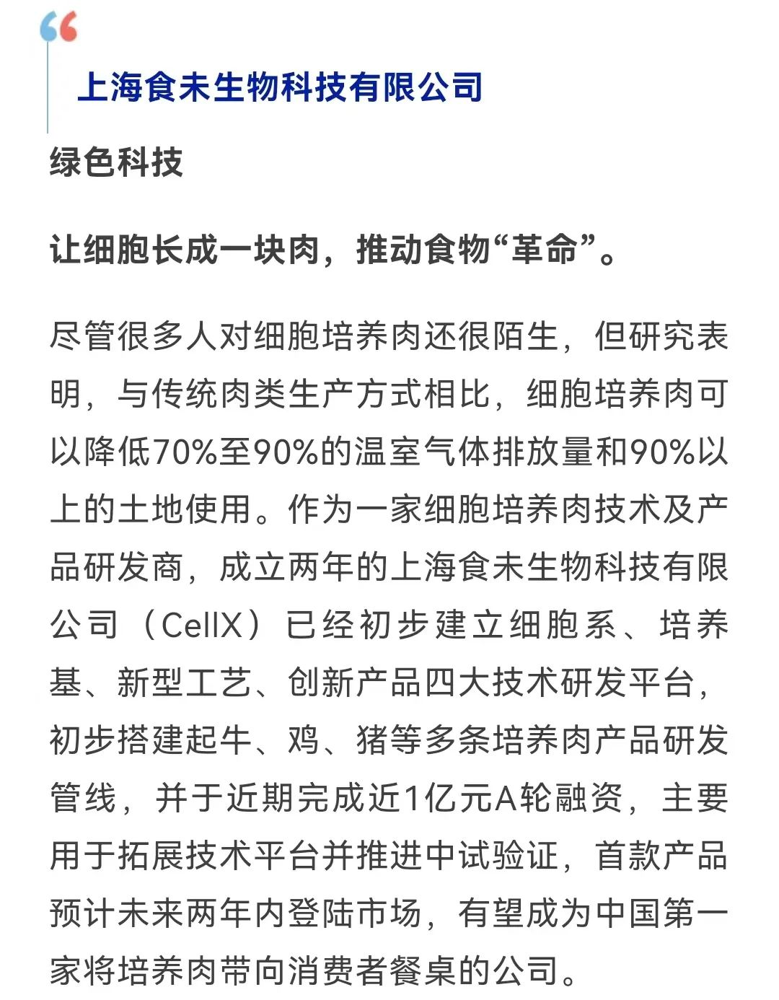 上海食未生物科技有限公司
绿色科技
让细胞长成一块肉，推动食物“革命”。
尽管很多人对细胞培养肉还很陌生，但研究表
明，与传统肉类生产方式相比，细胞培养肉可
以降低70%至90%的温室气体排放量和90%以
上的土地使用。作为一家细胞培养肉技术及产
品研发商，成立两年的上海食未生物科技有限
公司（CellX）已经初步建立细胞系、培养
基、新型工艺、创新产品四大技术研发平台，
初步搭建起牛、鸡、猪等多条培养肉产品研发
管线，并于近期完成近1亿元A轮融资，主要
用于拓展技术平台并推进中试验证，首款产品
预计未来两年内登陆市场，有望成为中国第一
家将培养肉带向消费者餐桌的公司。